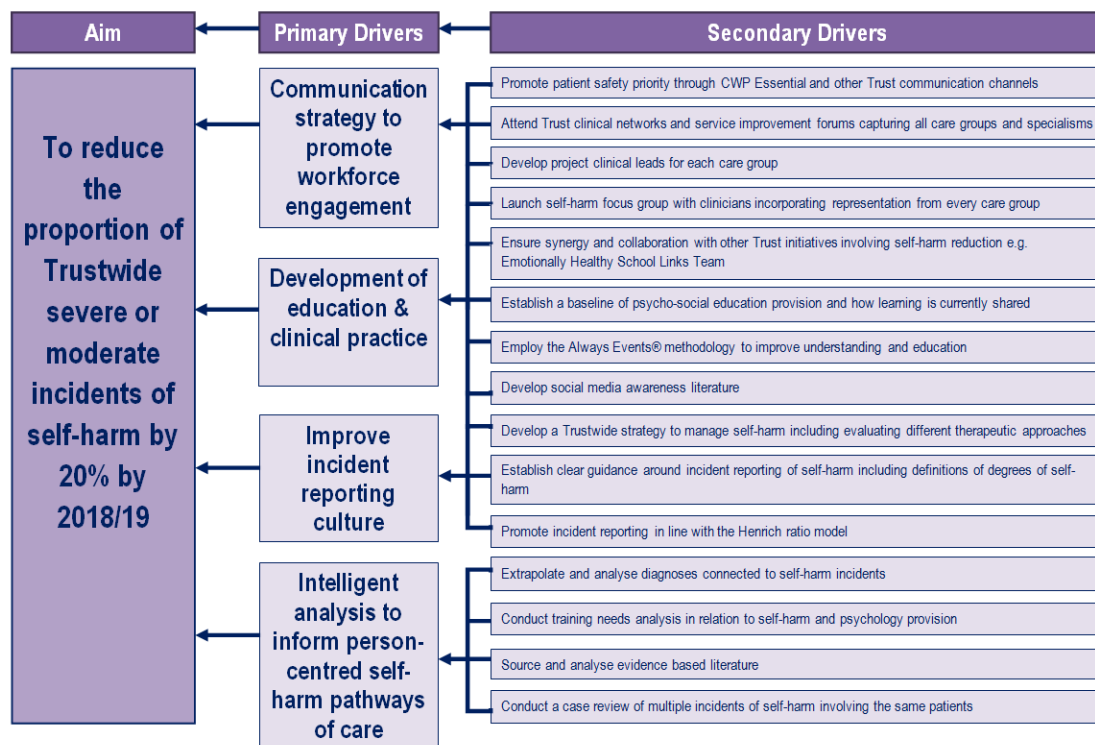 Aim
Primary Drivers
Secondary Drivers
To reduce
the
proportion of
Trustwide
severe or
moderate
incidents of
self-harm by
20% by
2018/19
Communication
strategy to
promote
workforce
engagement
Development of
education &
clinical practice
Improve
incident
reporting
culture
Intelligent
analysis to
inform person-
centred self-
harm pathways
of care
Promote patient safety priority through CWP Essential and other Trust communication channels
Attend Trust clinical networks and service improvement forums capturing all care groups and specialisms
Develop project clinical leads for each care group
Launch self-harm focus group with clinicians incorporating representation from every care group
Ensure synergy and collaboration with other Trust initiatives involving self-harm reduction e.g.
Emotionally Healthy School Links Team
Establish a baseline of psycho-social education provision and how learning is currently shared
Employ the Always Events® methodology to improve understanding and education
Develop social media awareness literature
Develop a Trustwide strategy to manage self-harm including evaluating different therapeutic approaches
Establish clear guidance around incident reporting of self-harm including definitions of degrees of self-
harm
Promote incident reporting in line with the Henrich ratio model
Extrapolate and analyse diagnoses connected to self-harm incidents
Conduct training needs analysis in relation to self-harm and psychology provision
Source and analyse evidence based literature
Conduct a case review of multiple incidents of self-harm involving the same patients